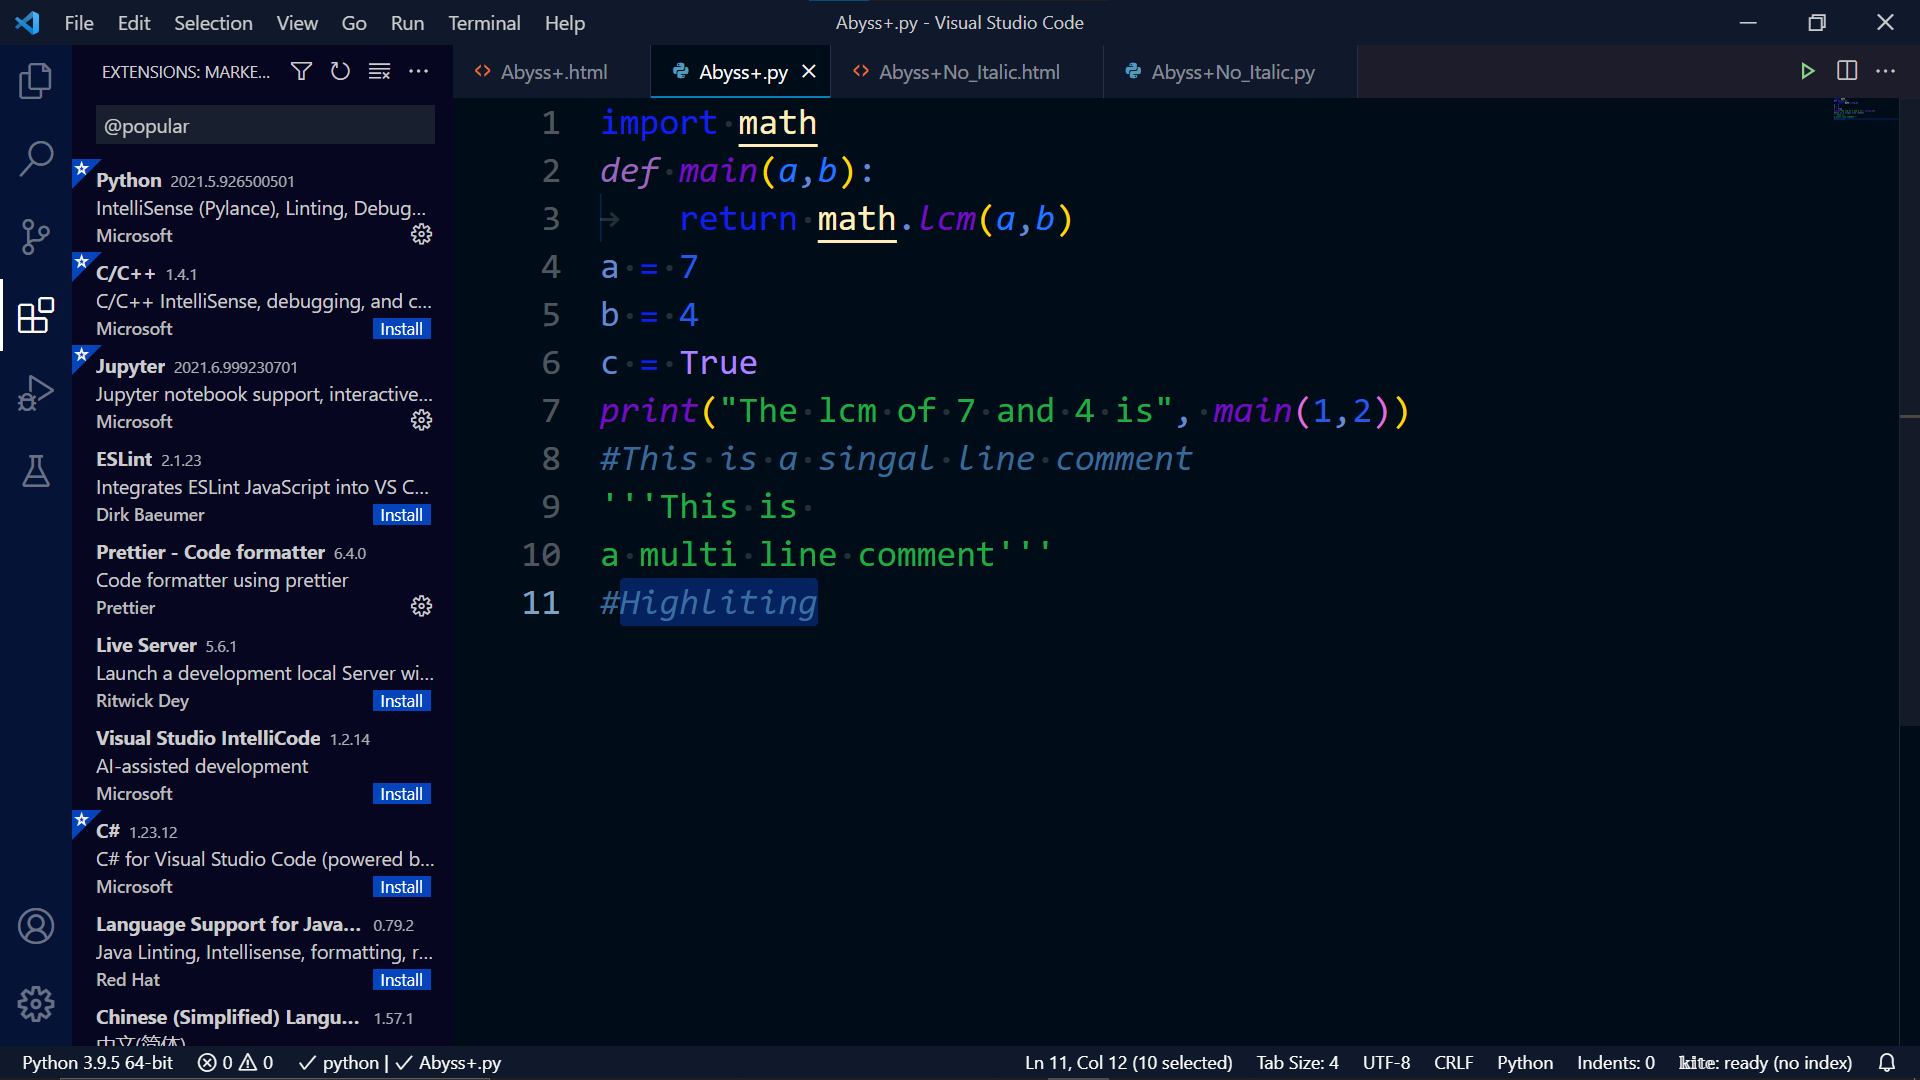 File Edit Selection View Go Run Terminal Help
Abyss+.py - Visual Studio Code
EXTENSIONS: MARKE...
Abyss+.html
Abyss+.py
Abyss+No_Italic.html
Abyss+No_Italic.py
@popular
Python 2021.5.926500501
IntelliSense (Pylance), Linting, Debug...
Microsoft
C/C++ 1.4.1
C/C++ IntelliSense, debugging, and c...
Microsoft Install
Jupyter 2021.6.999230701
Jupyter notebook support, interactive...
Microsoft
ESLint 2.1.23
Integrates ESLint JavaScript into VS C...
Dirk Baeumer Install
Prettier - Code formatter 6.4.0
Code formatter using prettier
Prettier
Live Server 5.6.1
Launch a development local Server wi...
Ritwick Dey Install
Visual Studio IntelliCode 1.2.14
AI-assisted development
Microsoft Install
C# 1.23.12
C# for Visual Studio Code (powered b...
Microsoft Install
Language Support for Java... 0.79.2
Java Linting, Intellisense, formatting, r...
Red Hat Install
Chinese (Simplified) Langu... 1.57.1
中文(简体)
1 import math
2 def main(a,b):
3 return math.lcm(a,b)
4 a = 7
5 b = 4
6 c = True
7 print("The lcm of 7 and 4 is", main(1,2))
8 #This is a singal line comment
9 '''This is
10 a multi line comment'''
11 #Highliting
Python 3.9.5 64-bit 0 0 python | Abyss+.py
Ln 11, Col 12 (10 selected) Tab Size: 4 UTF-8 CRLF Python Indents: 0 kite: ready (no index)